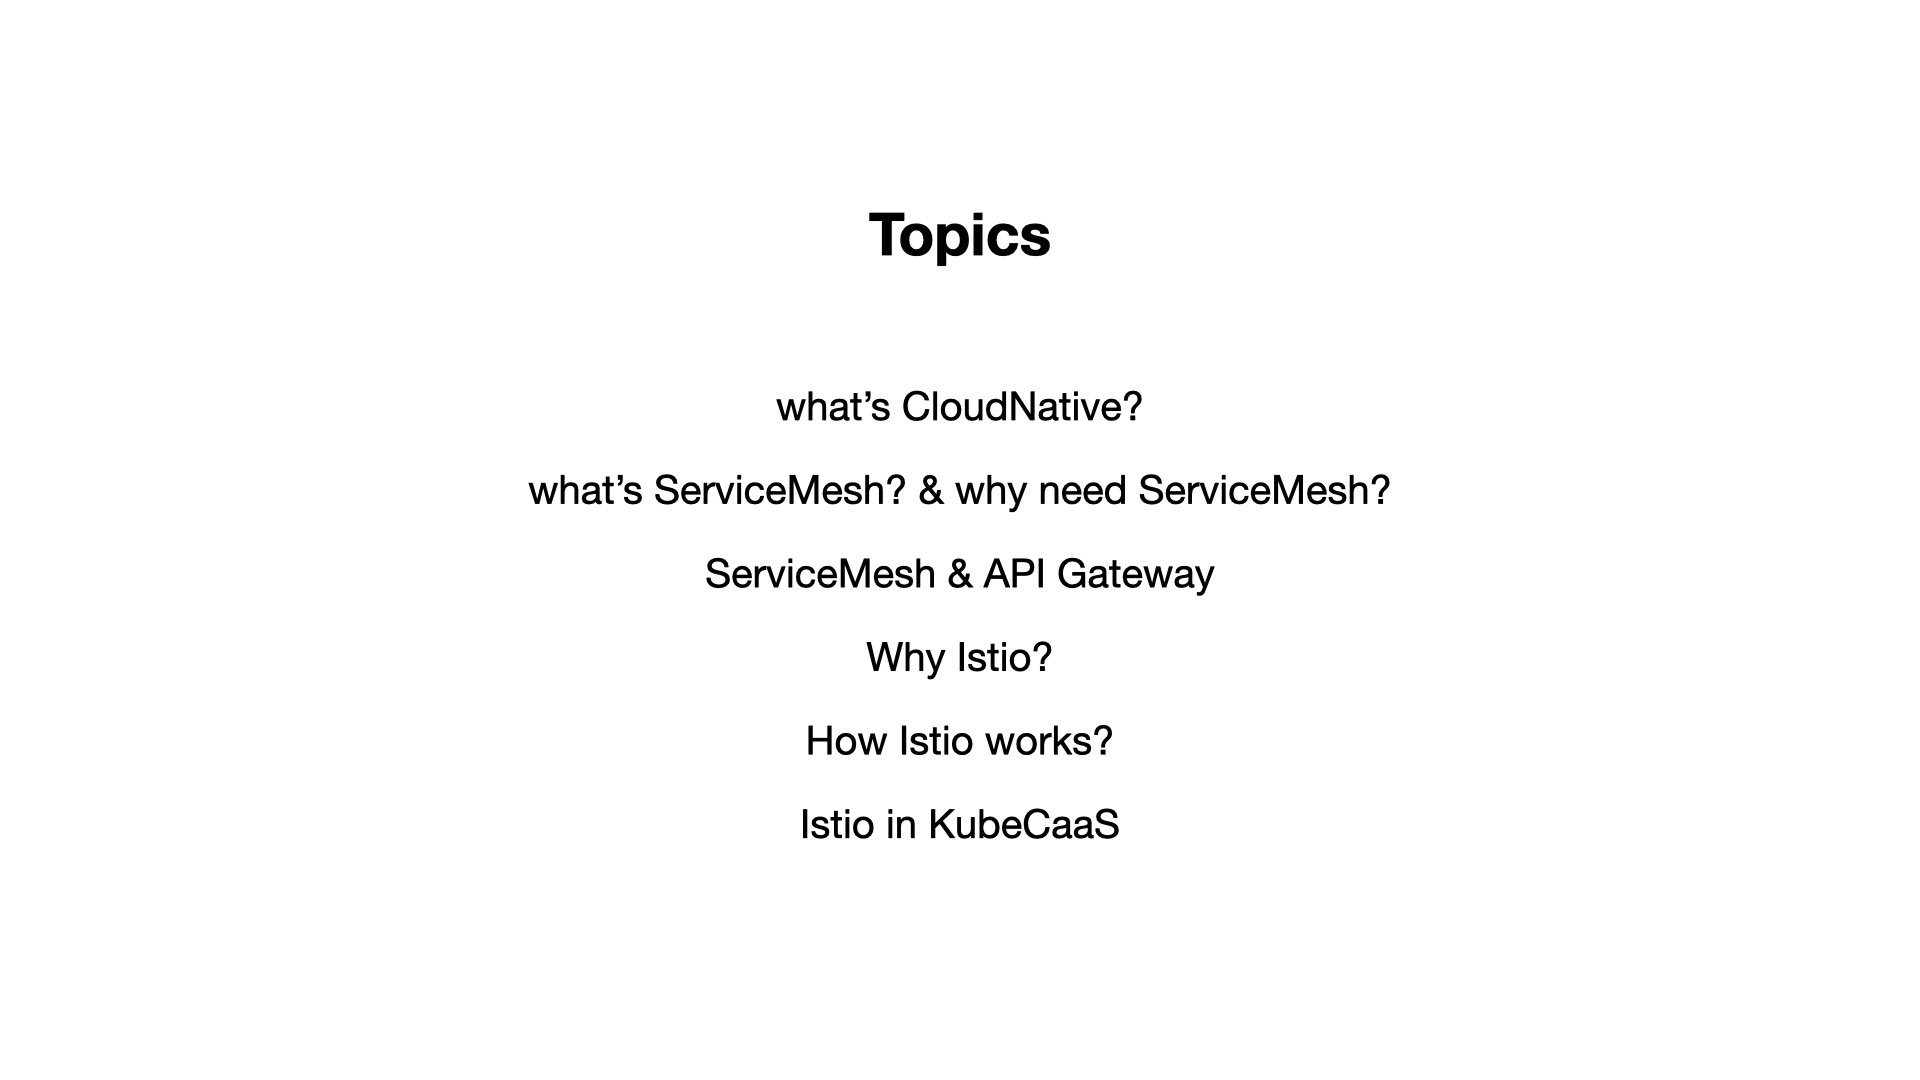 Topics
what’s CloudNative?
what’s ServiceMesh? & why need ServiceMesh?
ServiceMesh & API Gateway
Why Istio?
How Istio works?
Istio in KubeCaaS